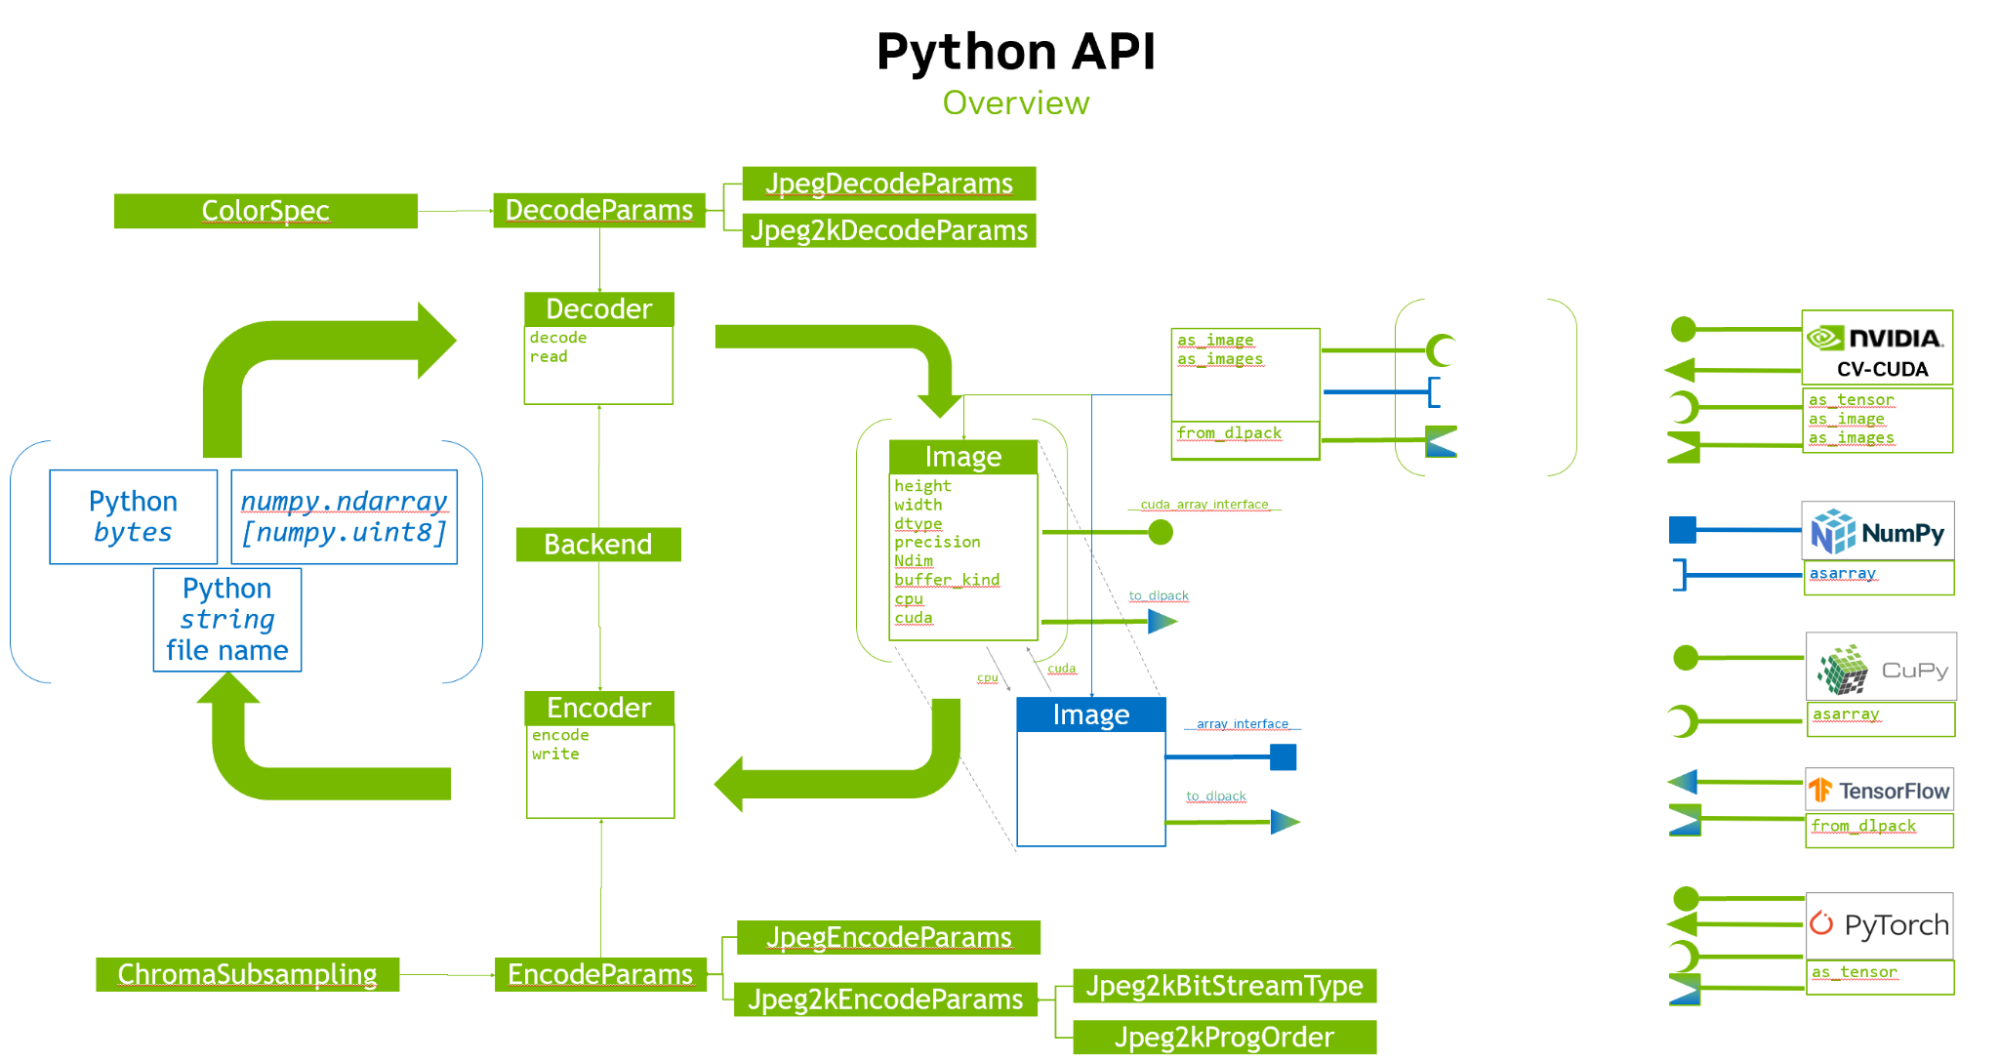 Python API
Overview
ColorSpec
DecodeParams
JpegDecodeParams
Jpeg2kDecodeParams
Decoder
decode
read
as_image
as_images
from_dlpack
Python
bytes
numpy.ndarray
[numpy.uint8]
Python
string
file name
Backend
Image
height
width
dtype
precision
Ndim
buffer_kind
cpu
cuda
__cuda_array_interface__
to_dlpack
cpu
cuda
Encoder
encode
write
Image
__array_interface__
to_dlpack
ChromaSubsampling
EncodeParams
JpegEncodeParams
Jpeg2kEncodeParams
Jpeg2kBitStreamType
Jpeg2kProgOrder
NVIDIA.
CV-CUDA
as_tensor
as_image
as_images
NumPy
asarray
CuPy
asarray
TensorFlow
from_dlpack
PyTorch
as_tensor